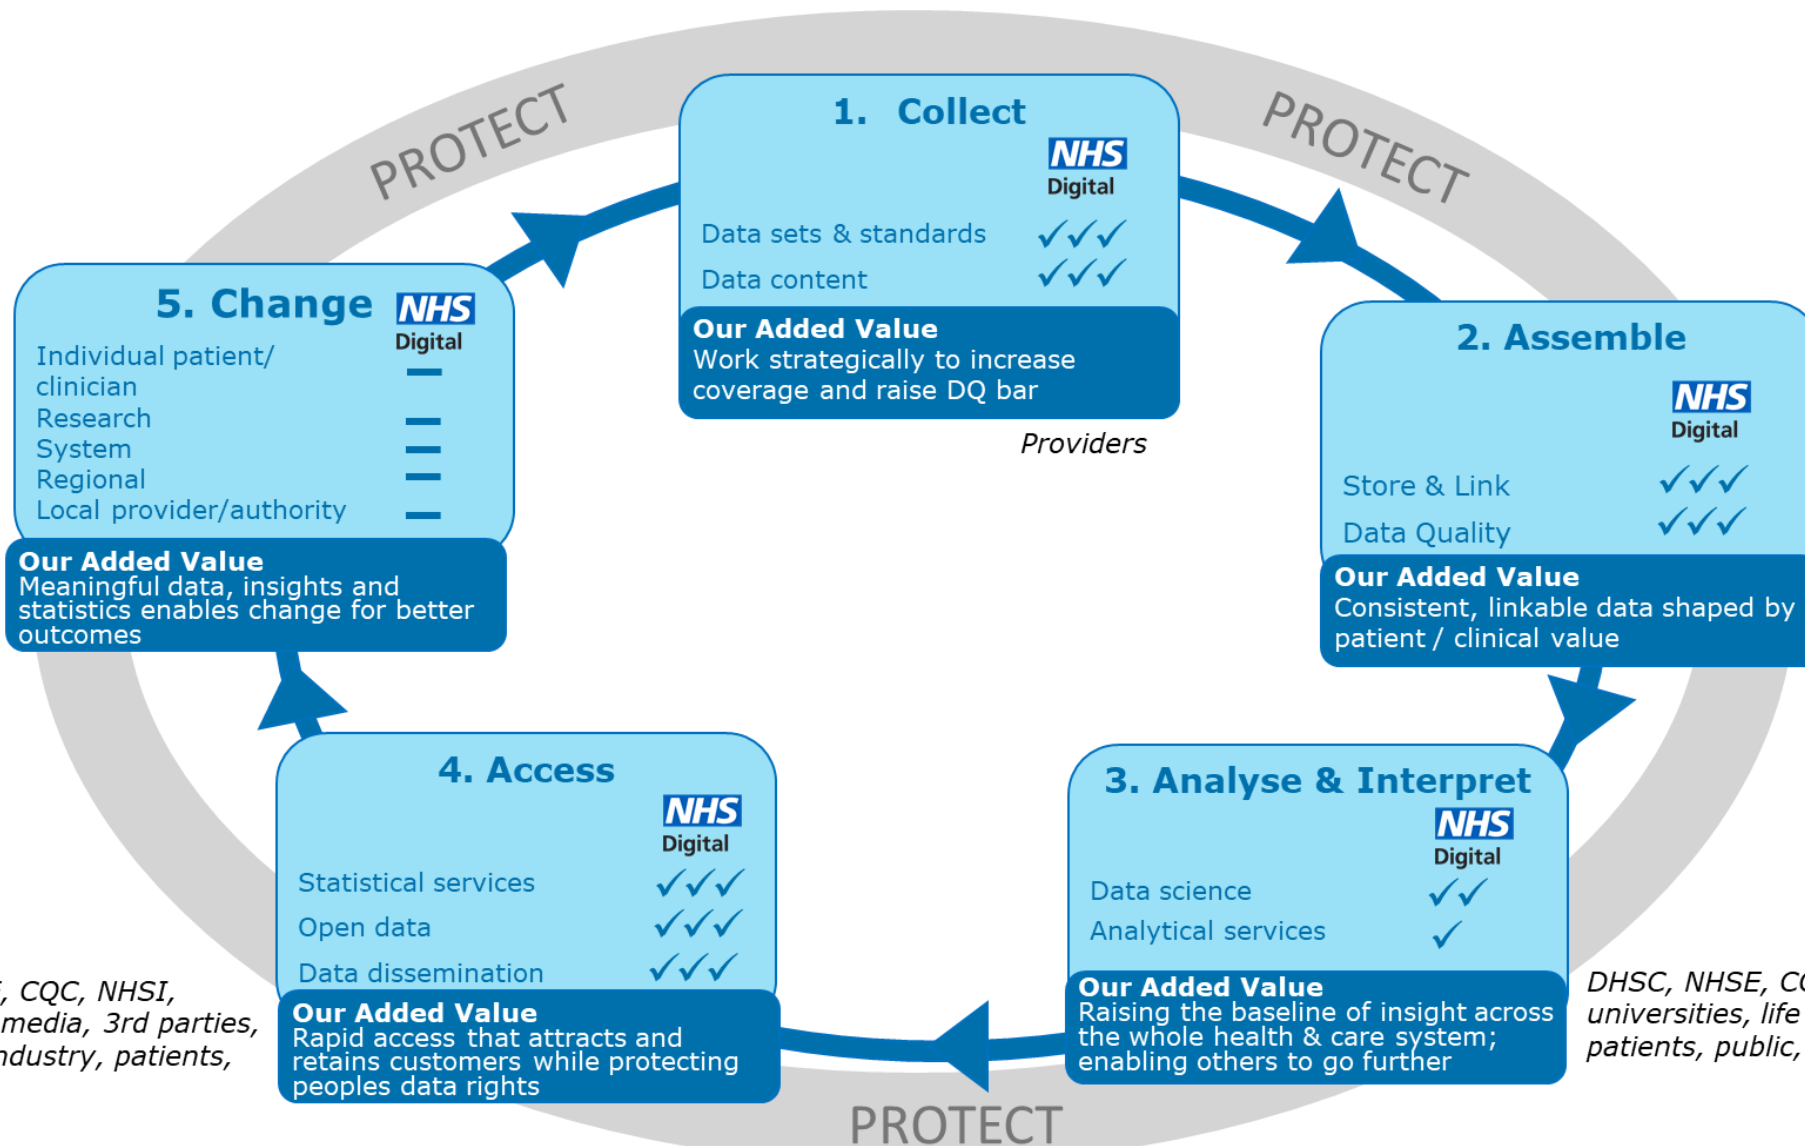 PROTECT
PROTECT
1. Collect
NHS
Digital
Data sets & standards ✓✓✓
Data content ✓✓✓
Our Added Value
Work strategically to increase
coverage and raise DQ bar
Providers
2. Assemble
NHS
Digital
Store & Link ✓✓✓
Data Quality ✓✓✓
Our Added Value
Consistent, linkable data shaped by
patient / clinical value
3. Analyse & Interpret
NHS
Digital
Data science ✓✓
Analytical services ✓
Our Added Value
Raising the baseline of insight across
the whole health & care system;
enabling others to go further
DHSC, NHSE,
universities, life
patients, public,
4. Access
NHS
Digital
Statistical services ✓✓✓
Open data ✓✓✓
Data dissemination ✓✓✓
Our Added Value
Rapid access that attracts and
retains customers while protecting
peoples data rights
, CQC, NHSI,
media, 3rd parties,
industry, patients,
5. Change
NHS
Digital
Individual patient/ —
clinician
Research —
System —
Regional —
Local provider/authority —
Our Added Value
Meaningful data, insights and
statistics enables change for better
outcomes
PROTECT